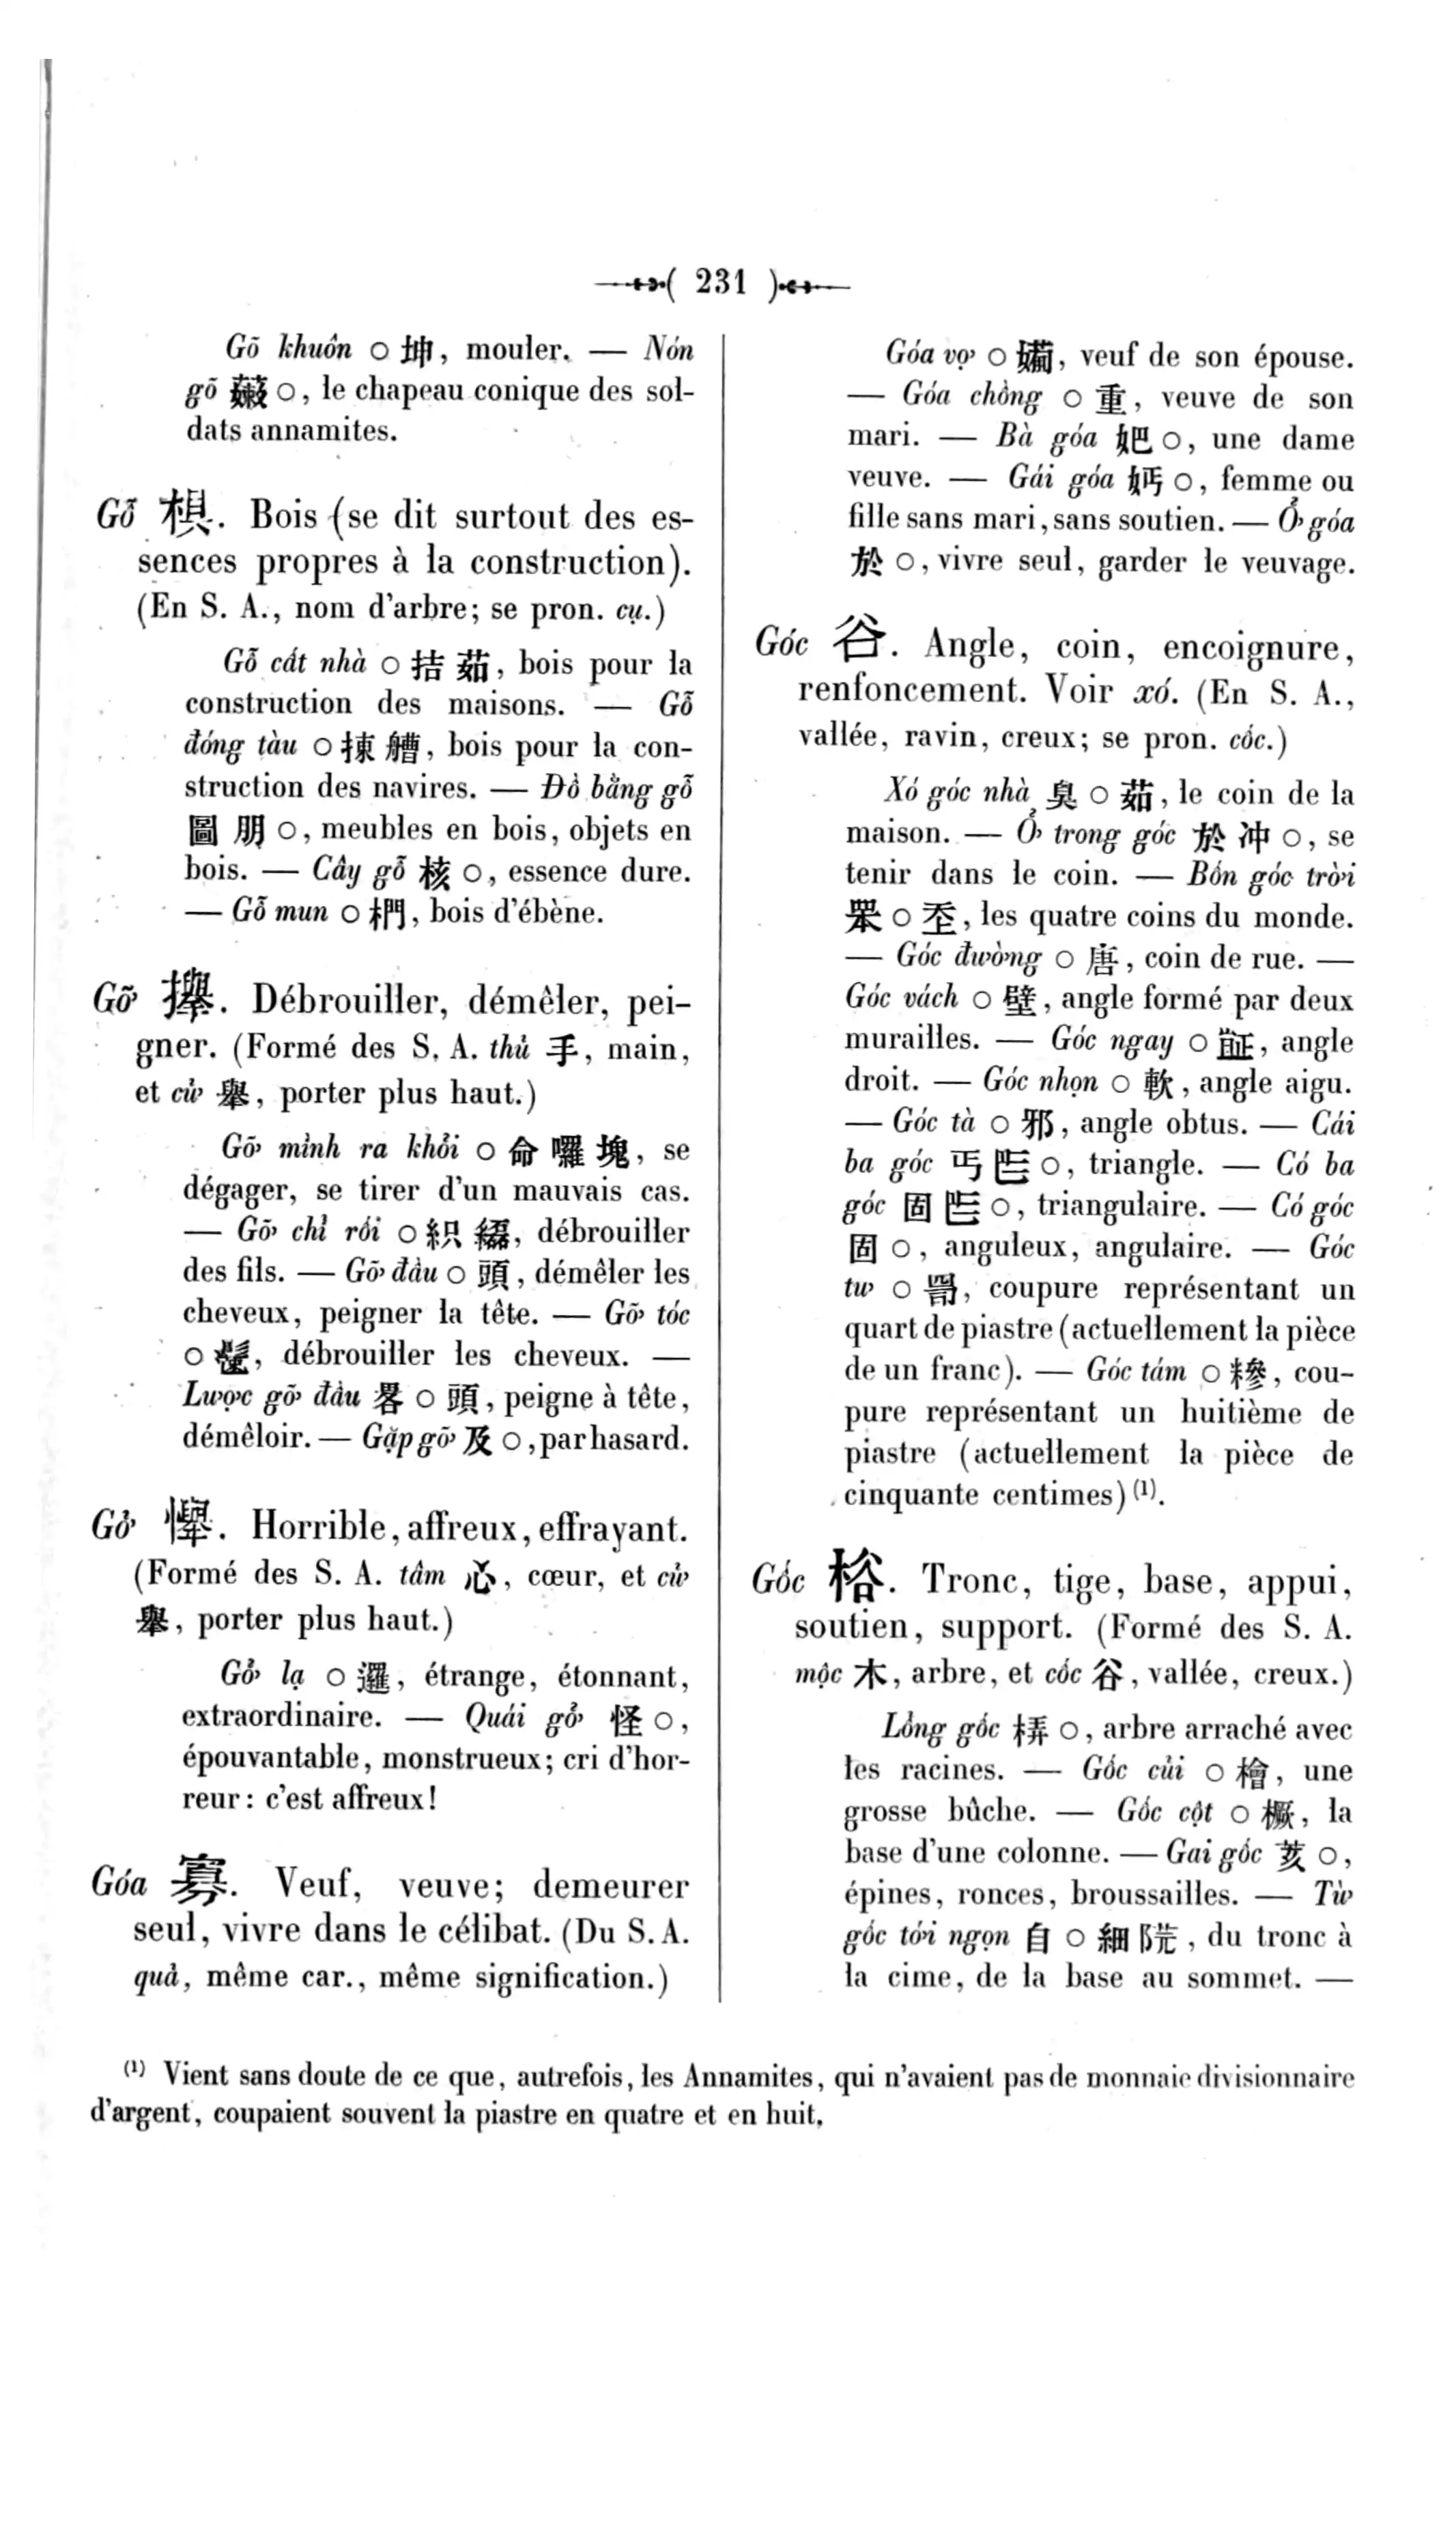 ( 231 )
Gõ khuôn ○ 坤, mouler. — Nón
gõ ○, le chapeau conique des sol-
dats annamites.
Gỗ 椇. Bois (se dit surtout des es-
sences propres à la construction).
(En S. A., nom d'arbre; se pron. cụ.)
Gỗ cất nhà ○ 拮 茹, bois pour la
construction des maisons. — Gỗ
đóng tàu ○ 揀 艚, bois pour la con-
struction des navires. — Đồ bằng gỗ
圖 朋 ○, meubles en bois, objets en
bois. — Cây gỗ 核 ○, essence dure.
— Gỗ mun ○ 椚, bois d'ébène.
Gỡ 㩮. Débrouiller, démêler, pei-
gner. (Formé des S. A. thủ 手, main,
et cử 舉, porter plus haut.)
Gỡ mình ra khỏi ○ 命 囉 塊, se
dégager, se tirer d'un mauvais cas.
— Gỡ chỉ rối ○ 織, débrouiller
des fils. — Gỡ đầu ○ 頭, démêler les
cheveux, peigner la tête. — Gỡ tóc
○, débrouiller les cheveux. —
Lược gỡ đầu 畧 ○ 頭, peigne à tête,
démêloir. — Gặp gỡ 及 ○, par hasard.
Gở. Horrible, affreux, effrayant.
(Formé des S. A. tâm 心, cœur, et cử
舉, porter plus haut.)
Gở lạ ○ 邏, étrange, étonnant,
extraordinaire. — Quái gở 怪 ○,
épouvantable, monstrueux; cri d'hor-
reur: c'est affreux!
Góa 寡. Veuf, veuve; demeurer
seul, vivre dans le célibat. (Du S. A.
quả, même car., même signification.)
Góa vợ ○, veuf de son épouse.
— Góa chồng ○ 重, veuve de son
mari. — Bà góa 妑 ○, une dame
veuve. — Gái góa 妔 ○, femme ou
fille sans mari, sans soutien. — Ở góa
於 ○, vivre seul, garder le veuvage.
Góc 谷. Angle, coin, encoignure,
renfoncement. Voir xó. (En S. A.,
vallée, ravin, creux; se pron. cốc.)
Xó góc nhà 臭 ○ 茹, le coin de la
maison. — Ở trong góc 於 冲 ○, se
tenir dans le coin. — Bốn góc trời
𦊚 ○ 𡗶, les quatre coins du monde.
— Góc đường ○ 唐, coin de rue. —
Góc vách ○ 壁, angle formé par deux
murailles. — Góc ngay ○, angle
droit. — Góc nhọn ○ 軟, angle aigu.
— Góc tà ○ 邪, angle obtus. — Cái
ba góc 丐 𠀧 ○, triangle. — Có ba
góc 固 𠀧 ○, triangulaire. — Có góc
固 ○, anguleux, angulaire. — Góc
tư ○, coupure représentant un
quart de piastre (actuellement la pièce
de un franc). — Góc tám ○ 糝, cou-
pure représentant un huitième de
piastre (actuellement la pièce de
cinquante centimes) (1).
Gốc 㭲. Tronc, tige, base, appui,
soutien, support. (Formé des S. A.
mộc 木, arbre, et cốc 谷, vallée, creux.)
Lổng gốc 梇 ○, arbre arraché avec
les racines. — Gốc củi ○ 檜, une
grosse bûche. — Gốc cột ○ 橛, la
base d'une colonne. — Gai gốc 荄 ○,
épines, ronces, broussailles. — Từ
gốc tới ngọn 自 ○ 細 阮, du tronc à
la cime, de la base au sommet. —
(1) Vient sans doute de ce que, autrefois, les Annamites, qui n'avaient pas de monnaie divisionnaire
d'argent, coupaient souvent la piastre en quatre et en huit.